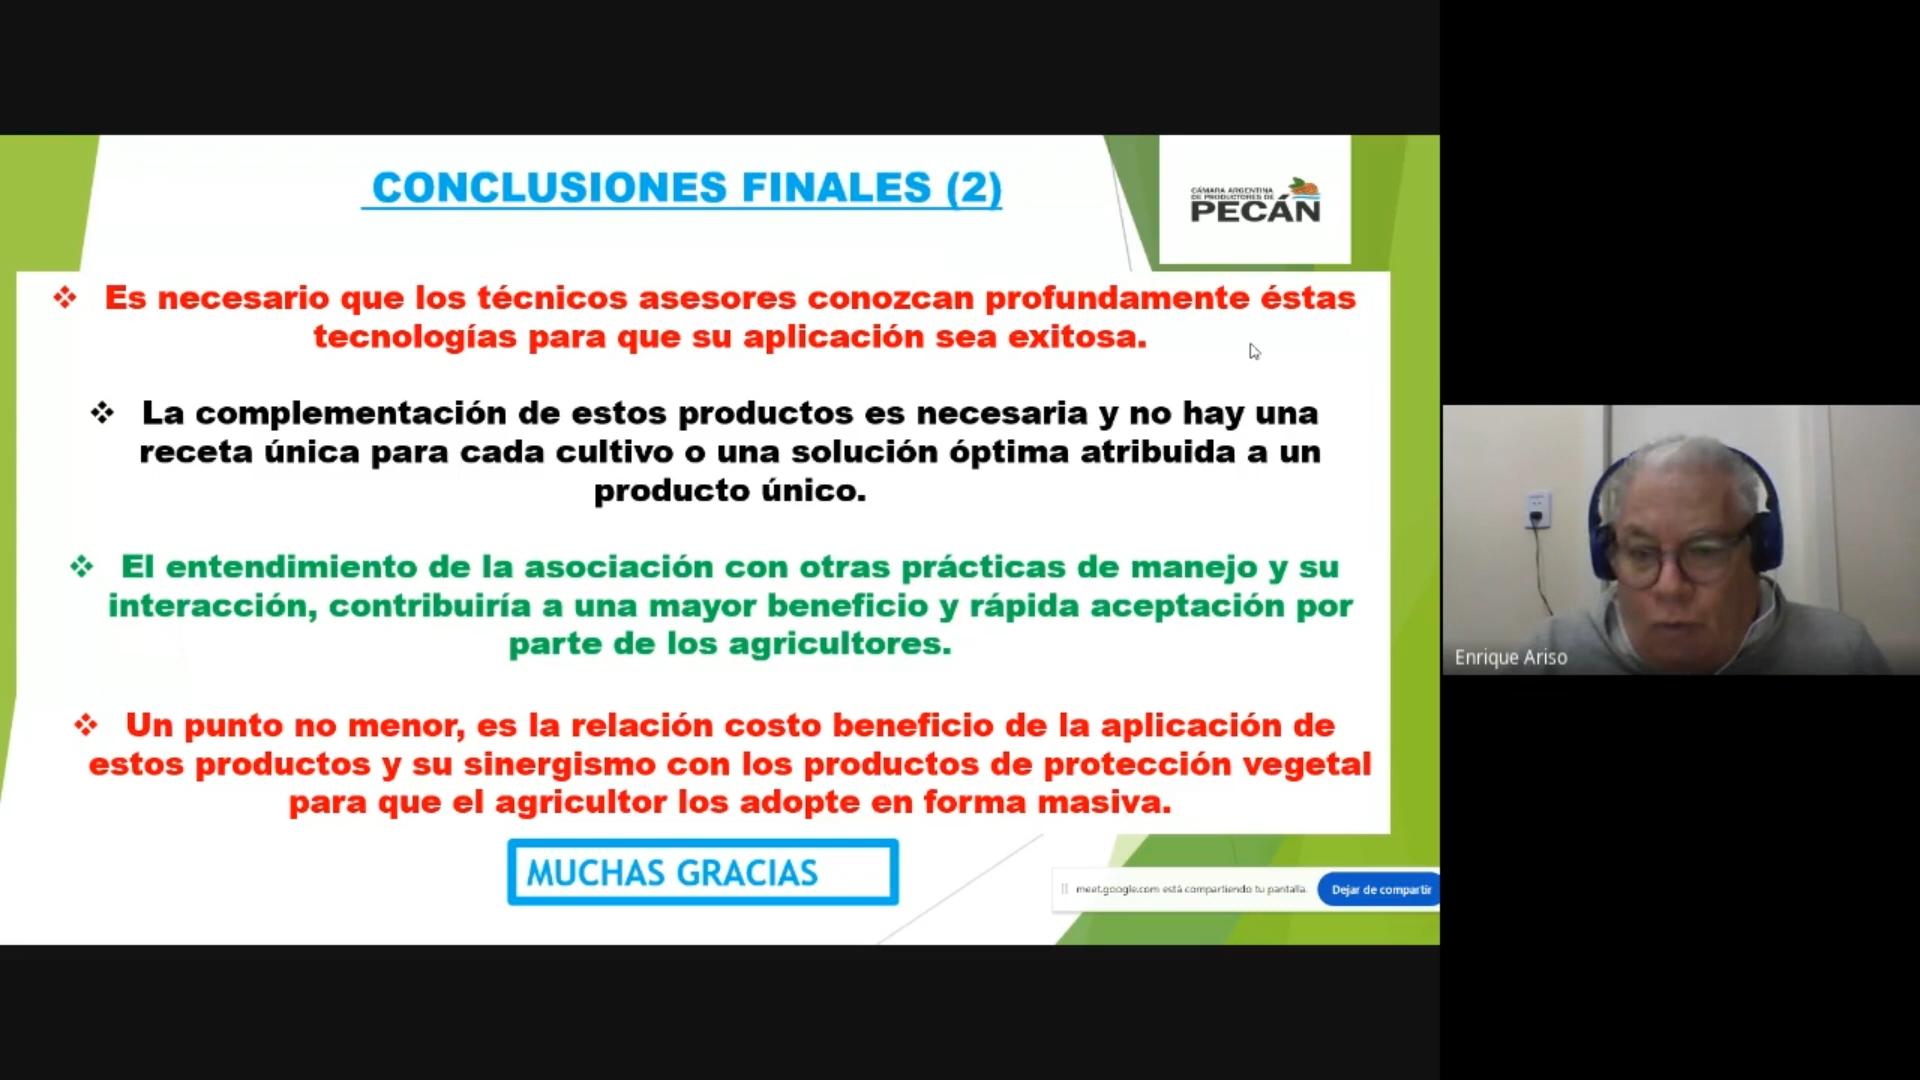 CONCLUSIONES FINALES (2)
CÁMARA ARGENTINA
DE PRODUCTORES DE
PECÁN
❖ Es necesario que los técnicos asesores conozcan profundamente éstas
tecnologías para que su aplicación sea exitosa.
❖ La complementación de estos productos es necesaria y no hay una
receta única para cada cultivo o una solución óptima atribuida a un
producto único.
❖ El entendimiento de la asociación con otras prácticas de manejo y su
interacción, contribuiría a una mayor beneficio y rápida aceptación por
parte de los agricultores.
❖ Un punto no menor, es la relación costo beneficio de la aplicación de
estos productos y su sinergismo con los productos de protección vegetal
para que el agricultor los adopte en forma masiva.
MUCHAS GRACIAS
meet.google.com está compartiendo tu pantalla.
Dejar de compartir
Enrique Ariso